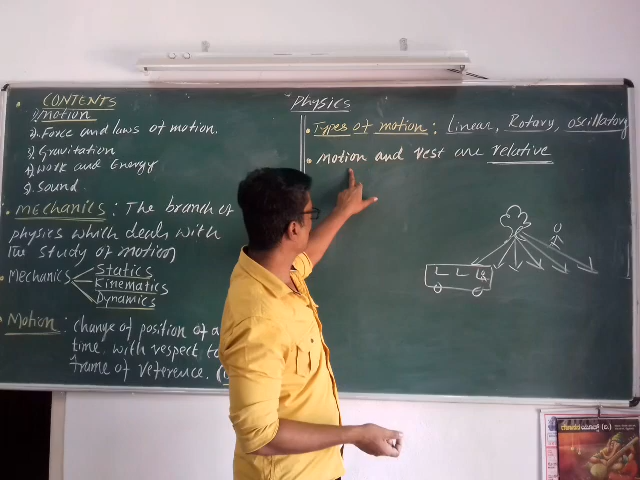 CONTENTS
1) Motion
2). Force and laws of motion.
3) Gravitation
4) Work and Energy
5) Sound.
MECHANICS : The branch of
physics which deals with
the study of motion
Mechanics
Statics
Kinematics
Dynamics
Motion : change of position of a
time, with respect to
frame of reference.
Physics
Types of motion : Linear, Rotary, oscillatory
Motion and rest are relative